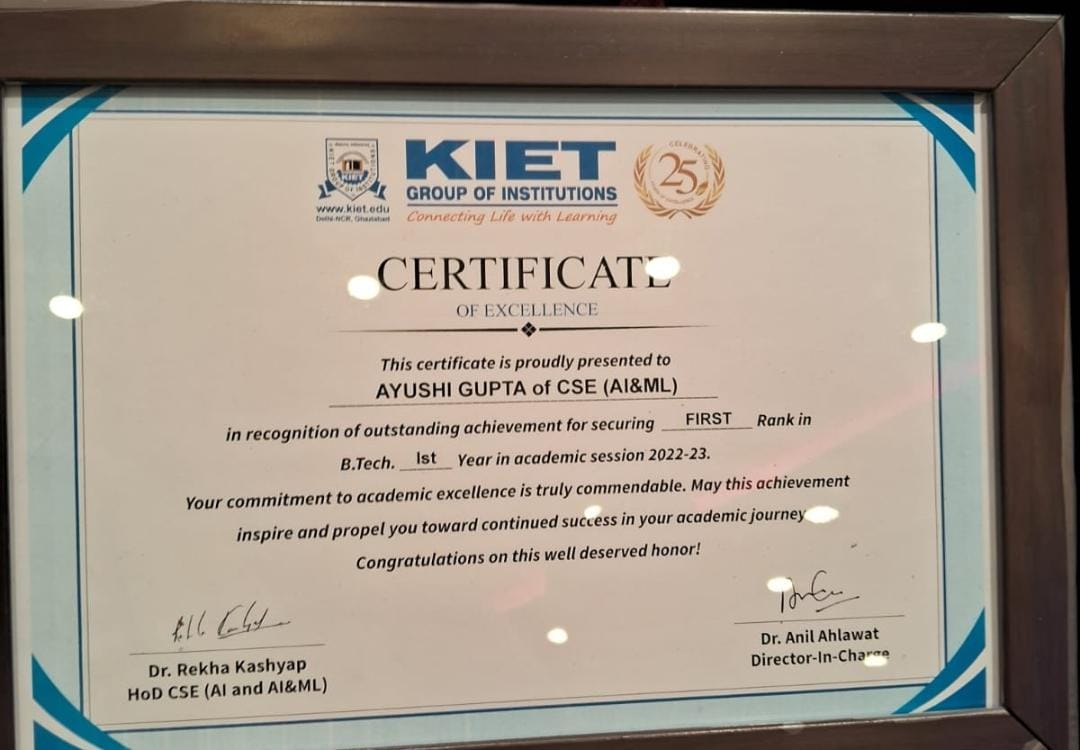 KIET
www.kiet.edu
Delhi-NCR, Ghaziabad
KIET
GROUP OF INSTITUTIONS
Connecting Life with Learning
CELEBRATING
25
CERTIFICATE
OF EXCELLENCE
This certificate is proudly presented to
AYUSHI GUPTA of CSE (AI&ML)
in recognition of outstanding achievement for securing FIRST Rank in
B.Tech. Ist Year in academic session 2022-23.
Your commitment to academic excellence is truly commendable. May this achievement
inspire and propel you toward continued success in your academic journey
Congratulations on this well deserved honor!
Dr. Rekha Kashyap
HoD CSE (AI and AI&ML)
Dr. Anil Ahlawat
Director-In-Charge